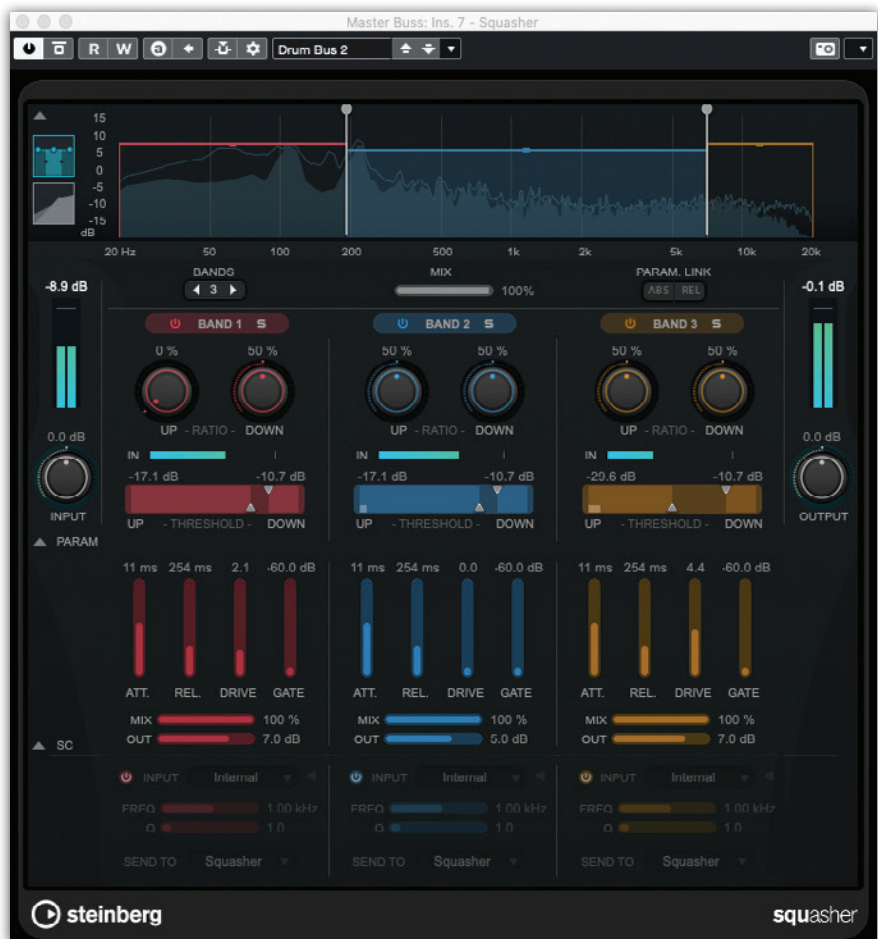 Master Buss: Ins. 7 - Squasher
R W a Drum Bus 2
15
10
5
0
-5
-10
-15
dB
20 Hz 50 100 200 500 1k 2k 5k 10k 20k
BANDS MIX PARAM. LINK
-8.9 dB 3 100% ABS REL -0.1 dB
BAND 1 S BAND 2 S BAND 3 S
0 % 50 % 50 % 50 % 50 % 50 %
0.0 dB UP - RATIO - DOWN UP - RATIO - DOWN UP - RATIO - DOWN 0.0 dB
IN IN IN
-17.1 dB -10.7 dB -17.1 dB -10.7 dB -20.6 dB -10.7 dB
INPUT UP - THRESHOLD - DOWN UP - THRESHOLD - DOWN UP - THRESHOLD - DOWN OUTPUT
PARAM
11 ms 254 ms 2.1 -60.0 dB 11 ms 254 ms 0.0 -60.0 dB 11 ms 254 ms 4.4 -60.0 dB
ATT. REL. DRIVE GATE ATT. REL. DRIVE GATE ATT. REL. DRIVE GATE
MIX 100 % MIX 100 % MIX 100 %
SC OUT 7.0 dB OUT 5.0 dB OUT 7.0 dB
INPUT Internal INPUT Internal INPUT Internal
FREQ 1.00 kHz FREQ 1.00 kHz FREQ 1.00 kHz
Q 1.0 Q 1.0 Q 1.0
SEND TO Squasher SEND TO Squasher SEND TO Squasher
steinberg squasher